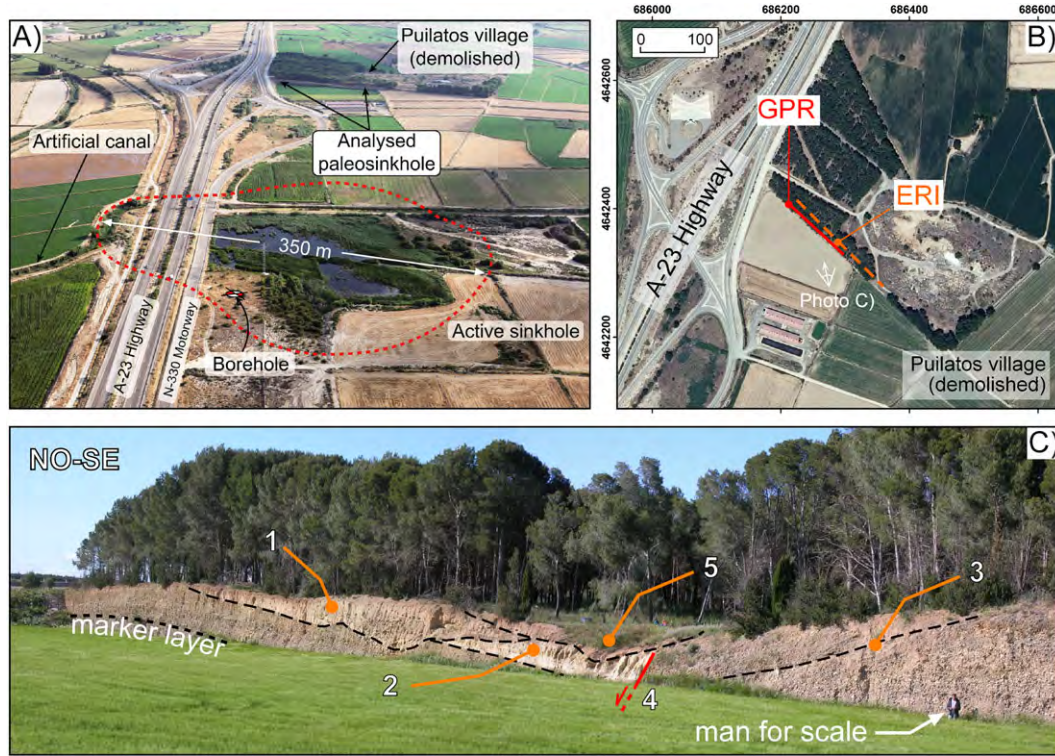 A)
Puilatos village
(demolished)
Artificial canal
Analysed
paleosinkhole
350 m
A-23 Highway
N-330 Motorway
Borehole
Active sinkhole
686000
686200
686400
686600
0
100
B)
4642600
4642400
4642200
GPR
ERI
A-23 Highway
Photo C)
Puilatos village
(demolished)
C)
NO-SE
1
5
3
marker layer
2
4
man for scale